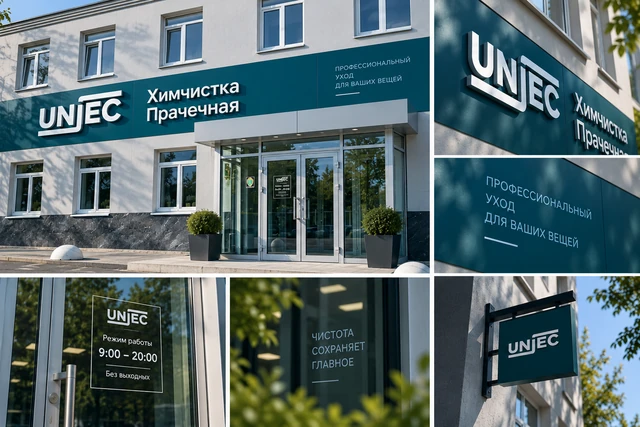 UNJEC
Химчистка
Прачечная
ПРОФЕССИОНАЛЬНЫЙ
УХОД
ДЛЯ ВАШИХ ВЕЩЕЙ
UNJEC
UNJEC
Химчистка
Прачечная
ПРОФЕССИОНАЛЬНЫЙ
УХОД
ДЛЯ ВАШИХ ВЕЩЕЙ
UNJEC
Режим работы
9:00 – 20:00
Без выходных
ЧИСТОТА
СОХРАНЯЕТ
ГЛАВНОЕ
UNJEC